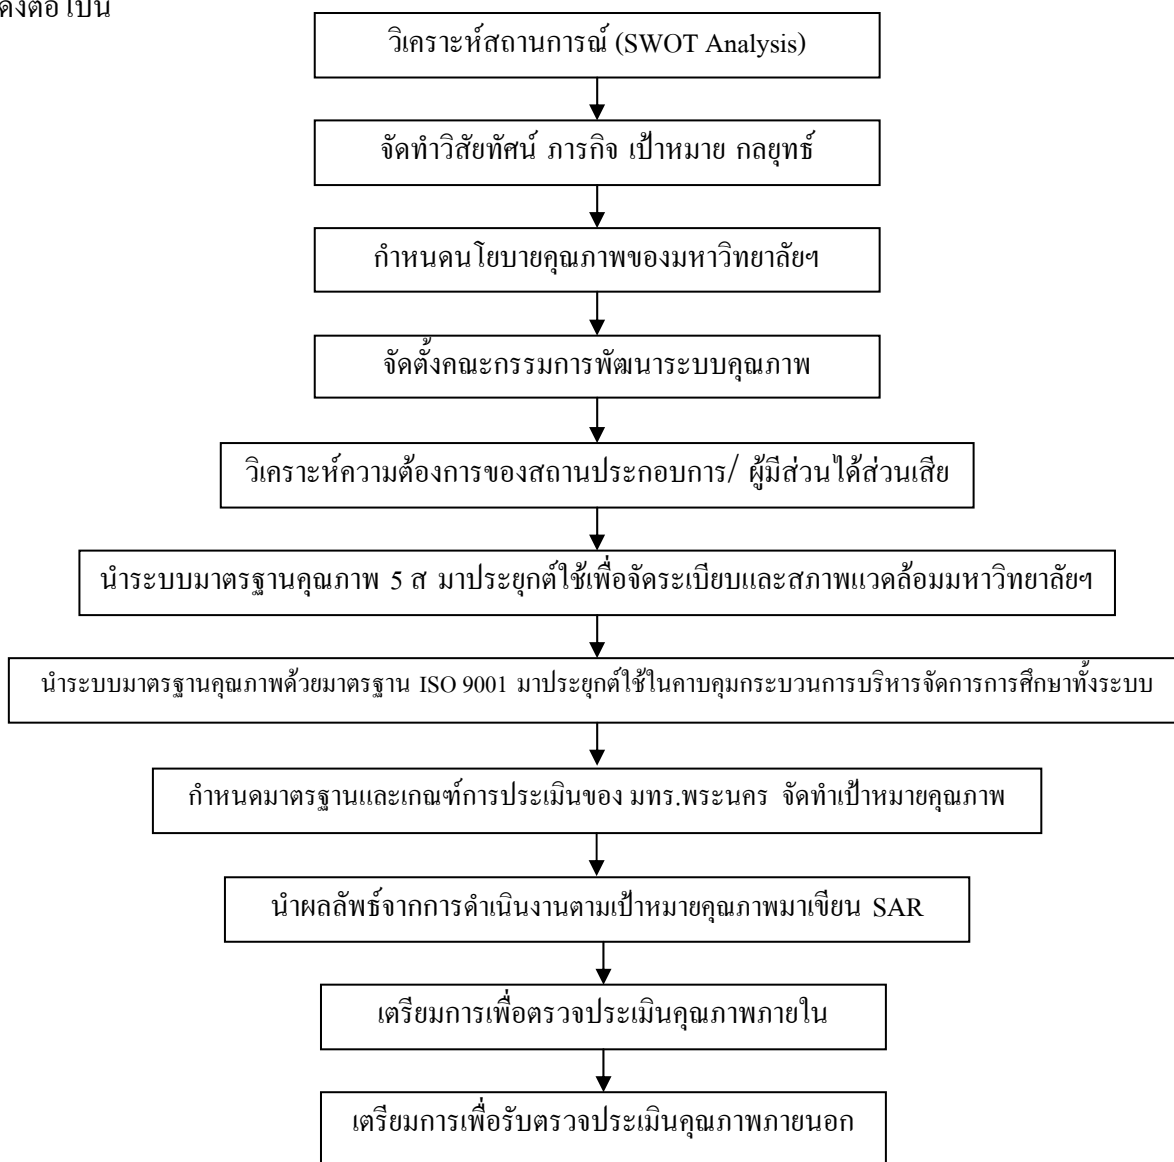 วิเคราะห์สถานการณ์ (SWOT Analysis)
จัดทำวิสัยทัศน์ ภารกิจ เป้าหมาย กลยุทธ์
กำหนดนโยบายคุณภาพของมหาวิทยาลัยฯ
จัดตั้งคณะกรรมการพัฒนาระบบคุณภาพ
วิเคราะห์ความต้องการของสถานประกอบการ/ ผู้มีส่วนได้ส่วนเสีย
นำระบบมาตรฐานคุณภาพ 5 ส มาประยุกต์ใช้เพื่อจัดระเบียบและสภาพแวดล้อมมหาวิทยาลัยฯ
นำระบบมาตรฐานคุณภาพด้วยมาตรฐาน ISO 9001 มาประยุกต์ใช้ในคาบคุมกระบวนการบริหารจัดการการศึกษาทั้งระบบ
กำหนดมาตรฐานและเกณฑ์การประเมินของ มทร.พระนคร จัดทำเป้าหมายคุณภาพ
นำผลลัพธ์จากการดำเนินงานตามเป้าหมายคุณภาพมาเขียน SAR
เตรียมการเพื่อตรวจประเมินคุณภาพภายใน
เตรียมการเพื่อรับตรวจประเมินคุณภาพภายนอก